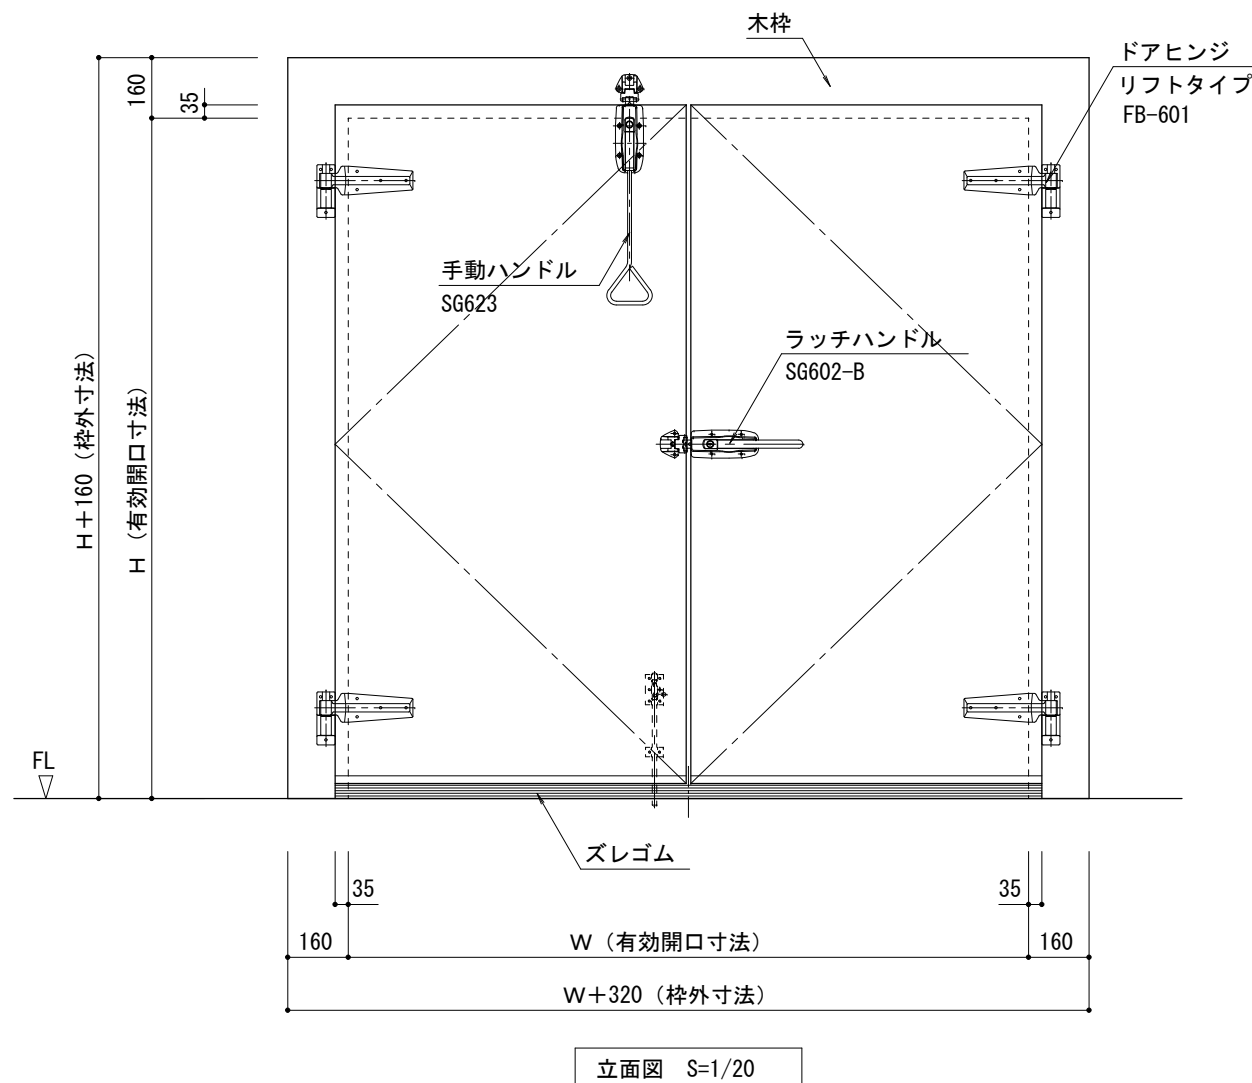 木枠
ドアヒンジ
リフトタイプ
FB-601
160
35
手動ハンドル
SG623
ラッチハンドル
SG602-B
H+160(枠外寸法)
H(有効開口寸法)
FL
ズレゴム
35
35
160
W(有効開口寸法)
160
W+320(枠外寸法)
立面図 S=1/20